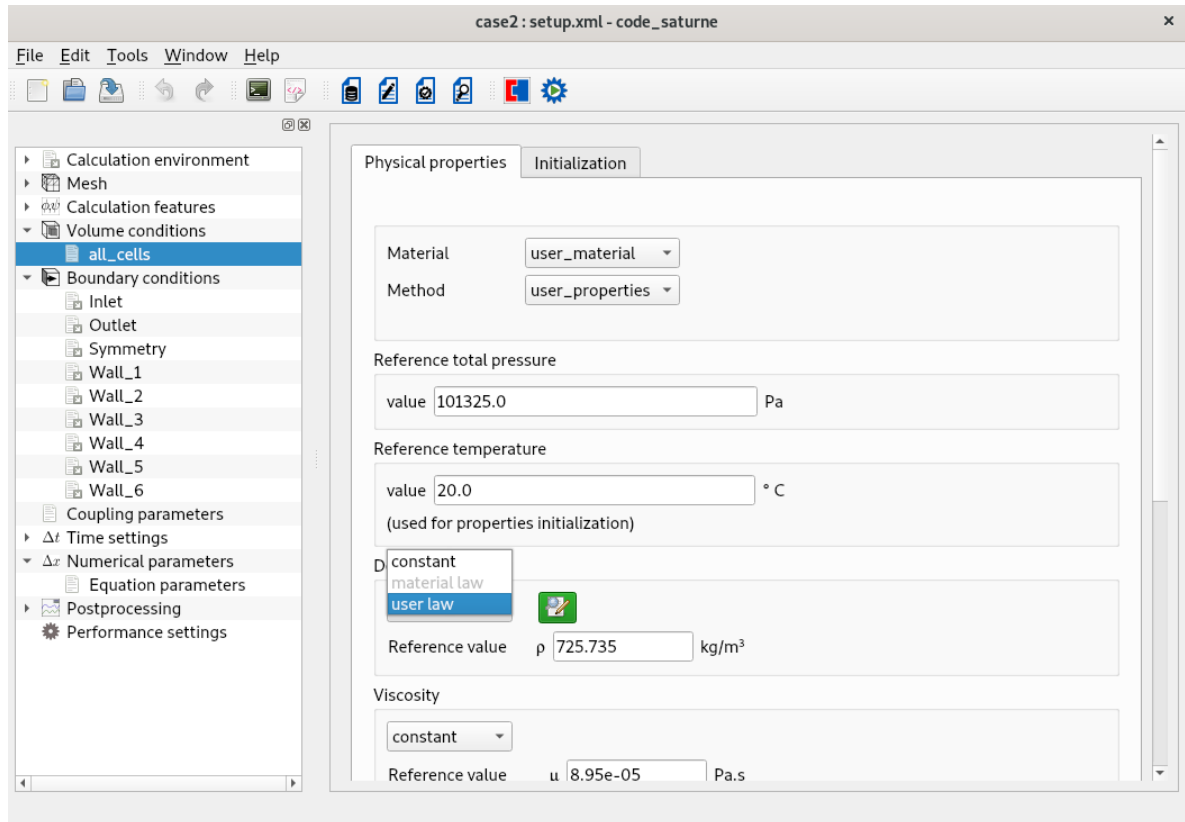 case2 : setup.xml - code_saturne
File Edit Tools Window Help
Calculation environment
Mesh
Calculation features
Volume conditions
all_cells
Boundary conditions
Inlet
Outlet
Symmetry
Wall_1
Wall_2
Wall_3
Wall_4
Wall_5
Wall_6
Coupling parameters
Δt Time settings
Δx Numerical parameters
Equation parameters
Postprocessing
Performance settings
Physical properties Initialization
Material user_material
Method user_properties
Reference total pressure
value 101325.0 Pa
Reference temperature
value 20.0 ° C
(used for properties initialization)
constant
material law
user law
Reference value ρ 725.735 kg/m³
Viscosity
constant
Reference value μ 8.95e-05 Pa.s